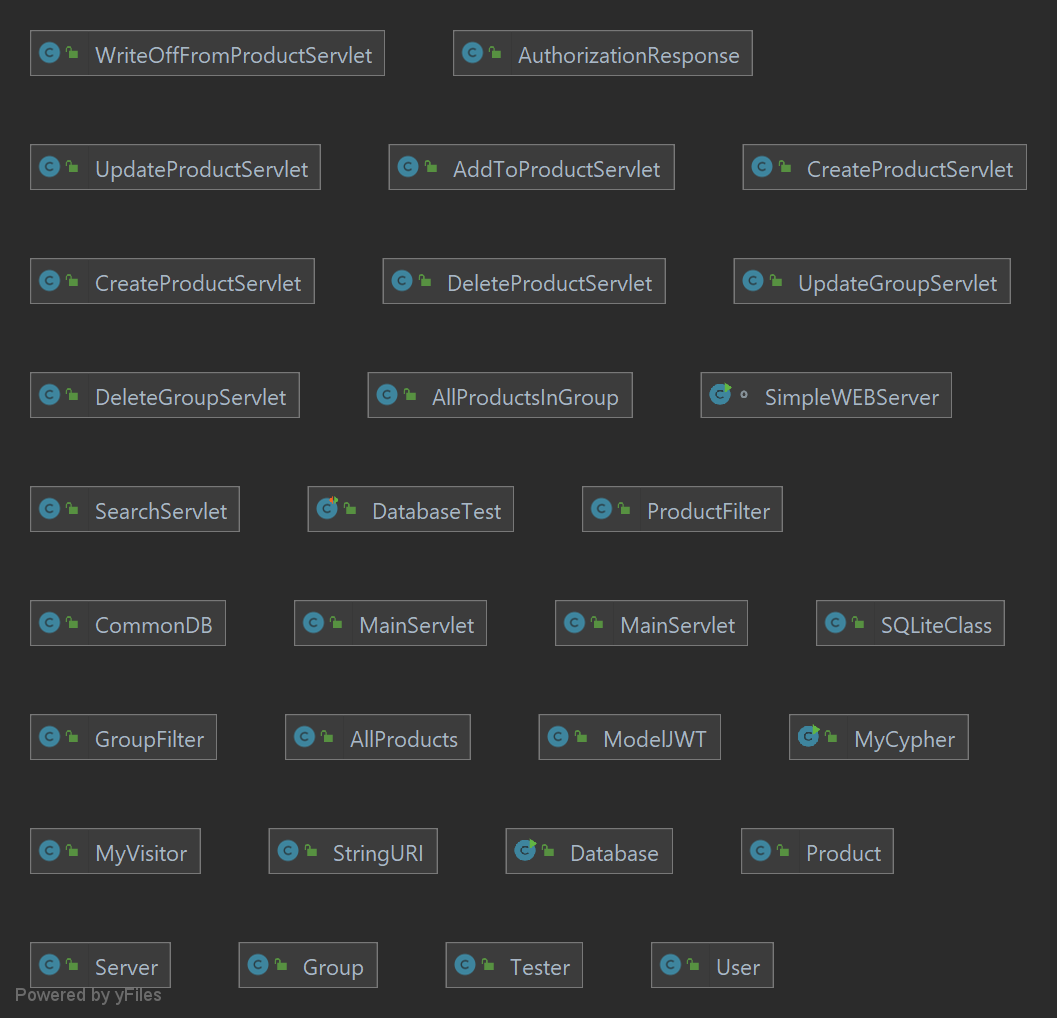 WriteOffFromProductServlet AuthorizationResponse
UpdateProductServlet AddToProductServlet CreateProductServlet
CreateProductServlet DeleteProductServlet UpdateGroupServlet
DeleteGroupServlet AllProductsInGroup SimpleWEBServer
SearchServlet DatabaseTest ProductFilter
CommonDB MainServlet MainServlet SQLiteClass
GroupFilter AllProducts ModelJWT MyCypher
MyVisitor StringURI Database Product
Server Group Tester User
Powered by yFiles